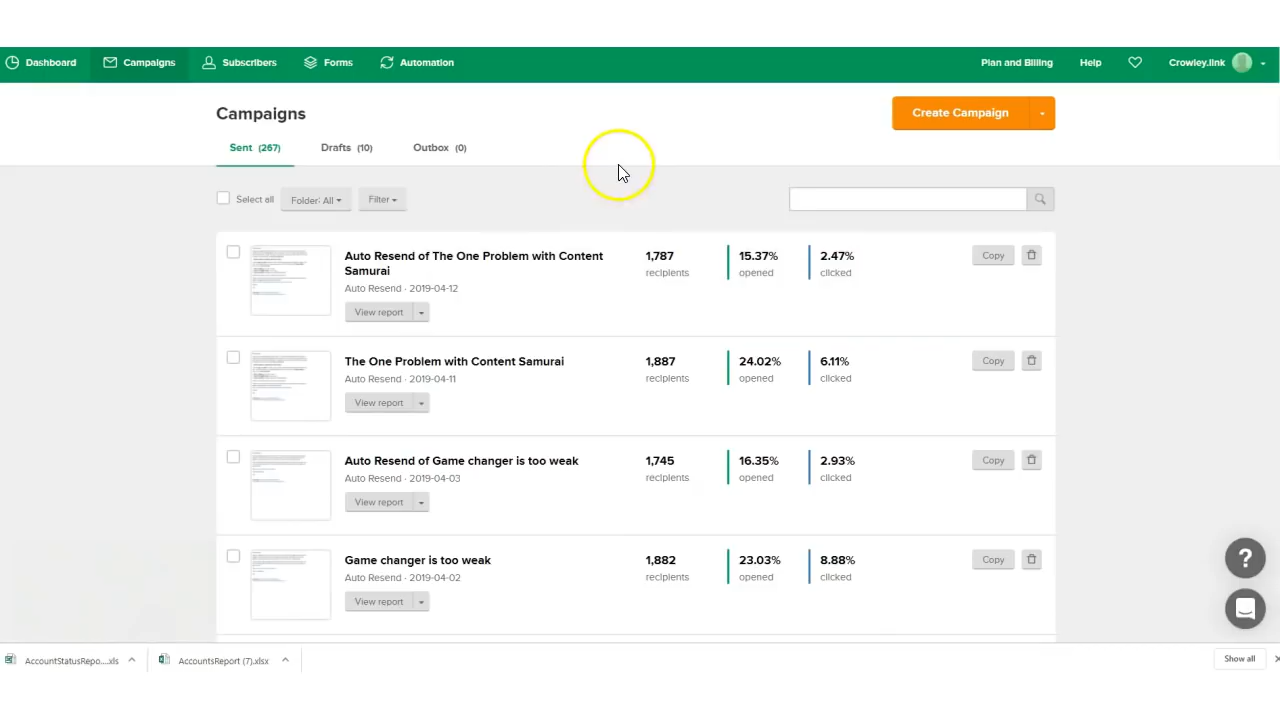 Dashboard Campaigns Subscribers Forms Automation Plan and Billing Help Crowley.link
Campaigns
Create Campaign
Sent (267) Drafts (10) Outbox (0)
Select all Folder: All Filter
Auto Resend of The One Problem with Content
Samurai
Auto Resend · 2019-04-12
View report
1,787
recipients
15.37%
opened
2.47%
clicked
Copy
The One Problem with Content Samurai
Auto Resend · 2019-04-11
View report
1,887
recipients
24.02%
opened
6.11%
clicked
Copy
Auto Resend of Game changer is too weak
Auto Resend · 2019-04-03
View report
1,745
recipients
16.35%
opened
2.93%
clicked
Copy
Game changer is too weak
Auto Resend · 2019-04-02
View report
1,882
recipients
23.03%
opened
8.88%
clicked
Copy
?
AccountStatusRepo....xls AccountsReport (7).xlsx Show all